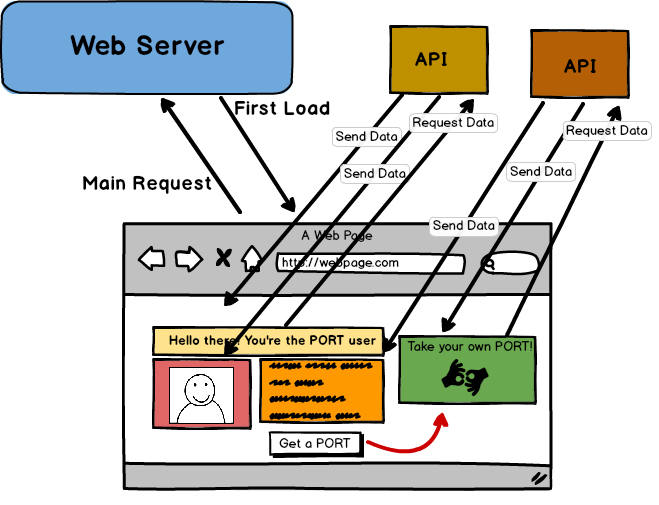 Web Server
API
API
First Load
Send Data
Request Data
Request Data
Main Request
Send Data
Send Data
Send Data
A Web Page
http://webpage.com
Hello there! You're the PORT user
Take your own PORT!
Get a PORT